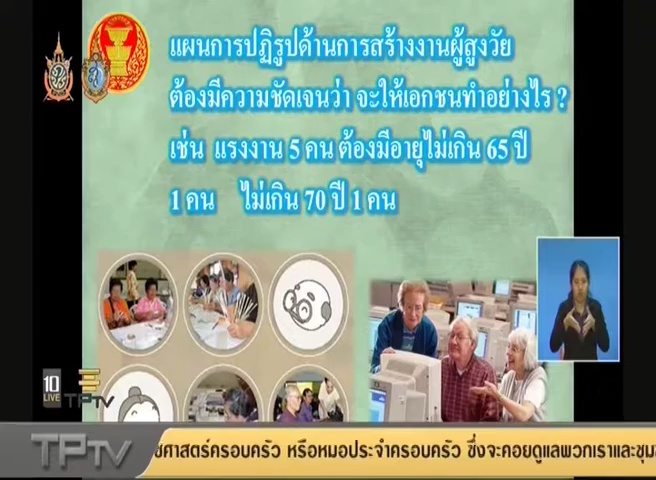 แผนการปฏิรูปด้านการสร้างงานผู้สูงวัย
ต้องมีความชัดเจนว่า จะให้เอกชนทำอย่างไร ?
เช่น แรงงาน 5 คน ต้องมีอายุไม่เกิน 65 ปี
1 คน ไม่เกิน 70 ปี 1 คน
10
LIVE
TPTV
TPTV
ชศาสตร์ครอบครัว หรือหมอประจำครอบครัว ซึ่งจะคอยดูแลพวกเราและชุม